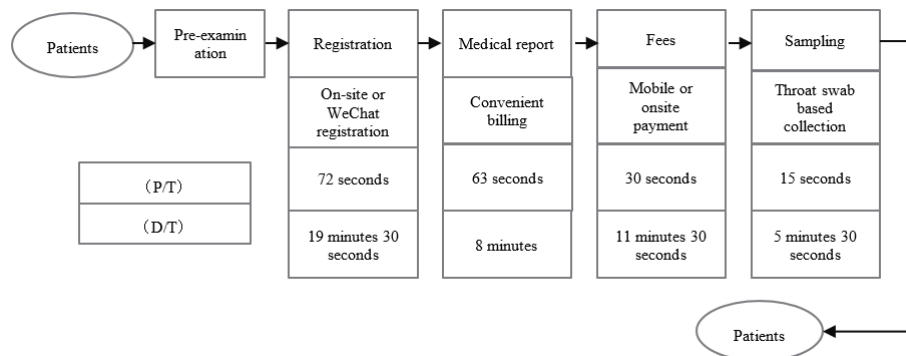 Patients
Pre-examin
ation
Registration
Medical report
Fees
Sampling
On-site or
WeChat
registration
Convenient
billing
Mobile or
onsite
payment
Throat swab
based
collection
（P/T）
72 seconds
63 seconds
30 seconds
15 seconds
（D/T）
19 minutes 30
seconds
8 minutes
11 minutes 30
seconds
5 minutes 30
seconds
Patients